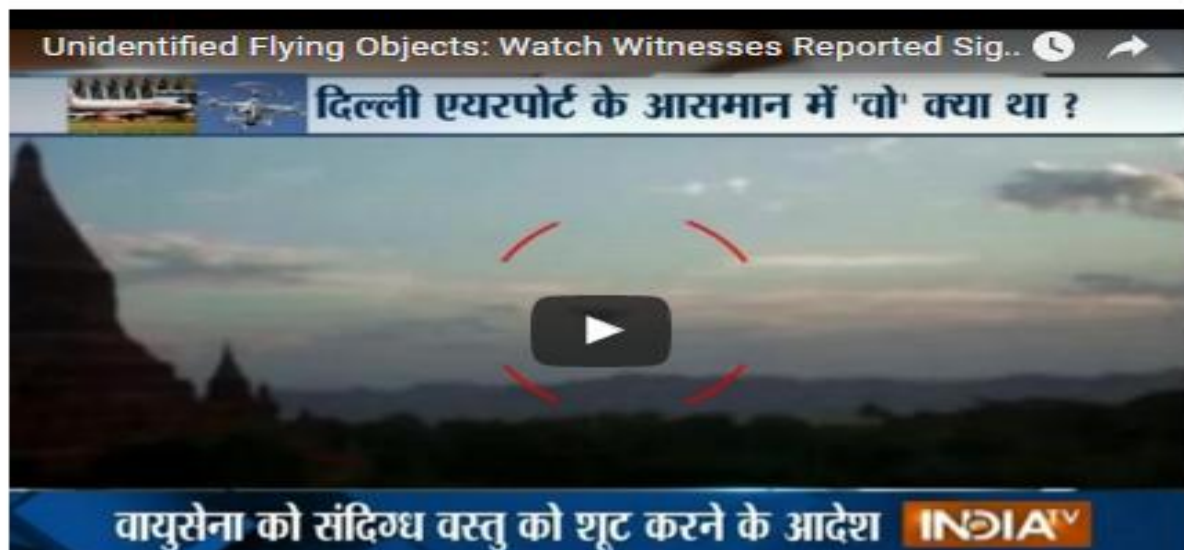 Unidentified Flying Objects: Watch Witnesses Reported Sig..
दिल्ली एयरपोर्ट के आसमान में 'वो' क्या था ?
वायुसेना को संदिग्ध वस्तु को शूट करने के आदेश INDIA TV